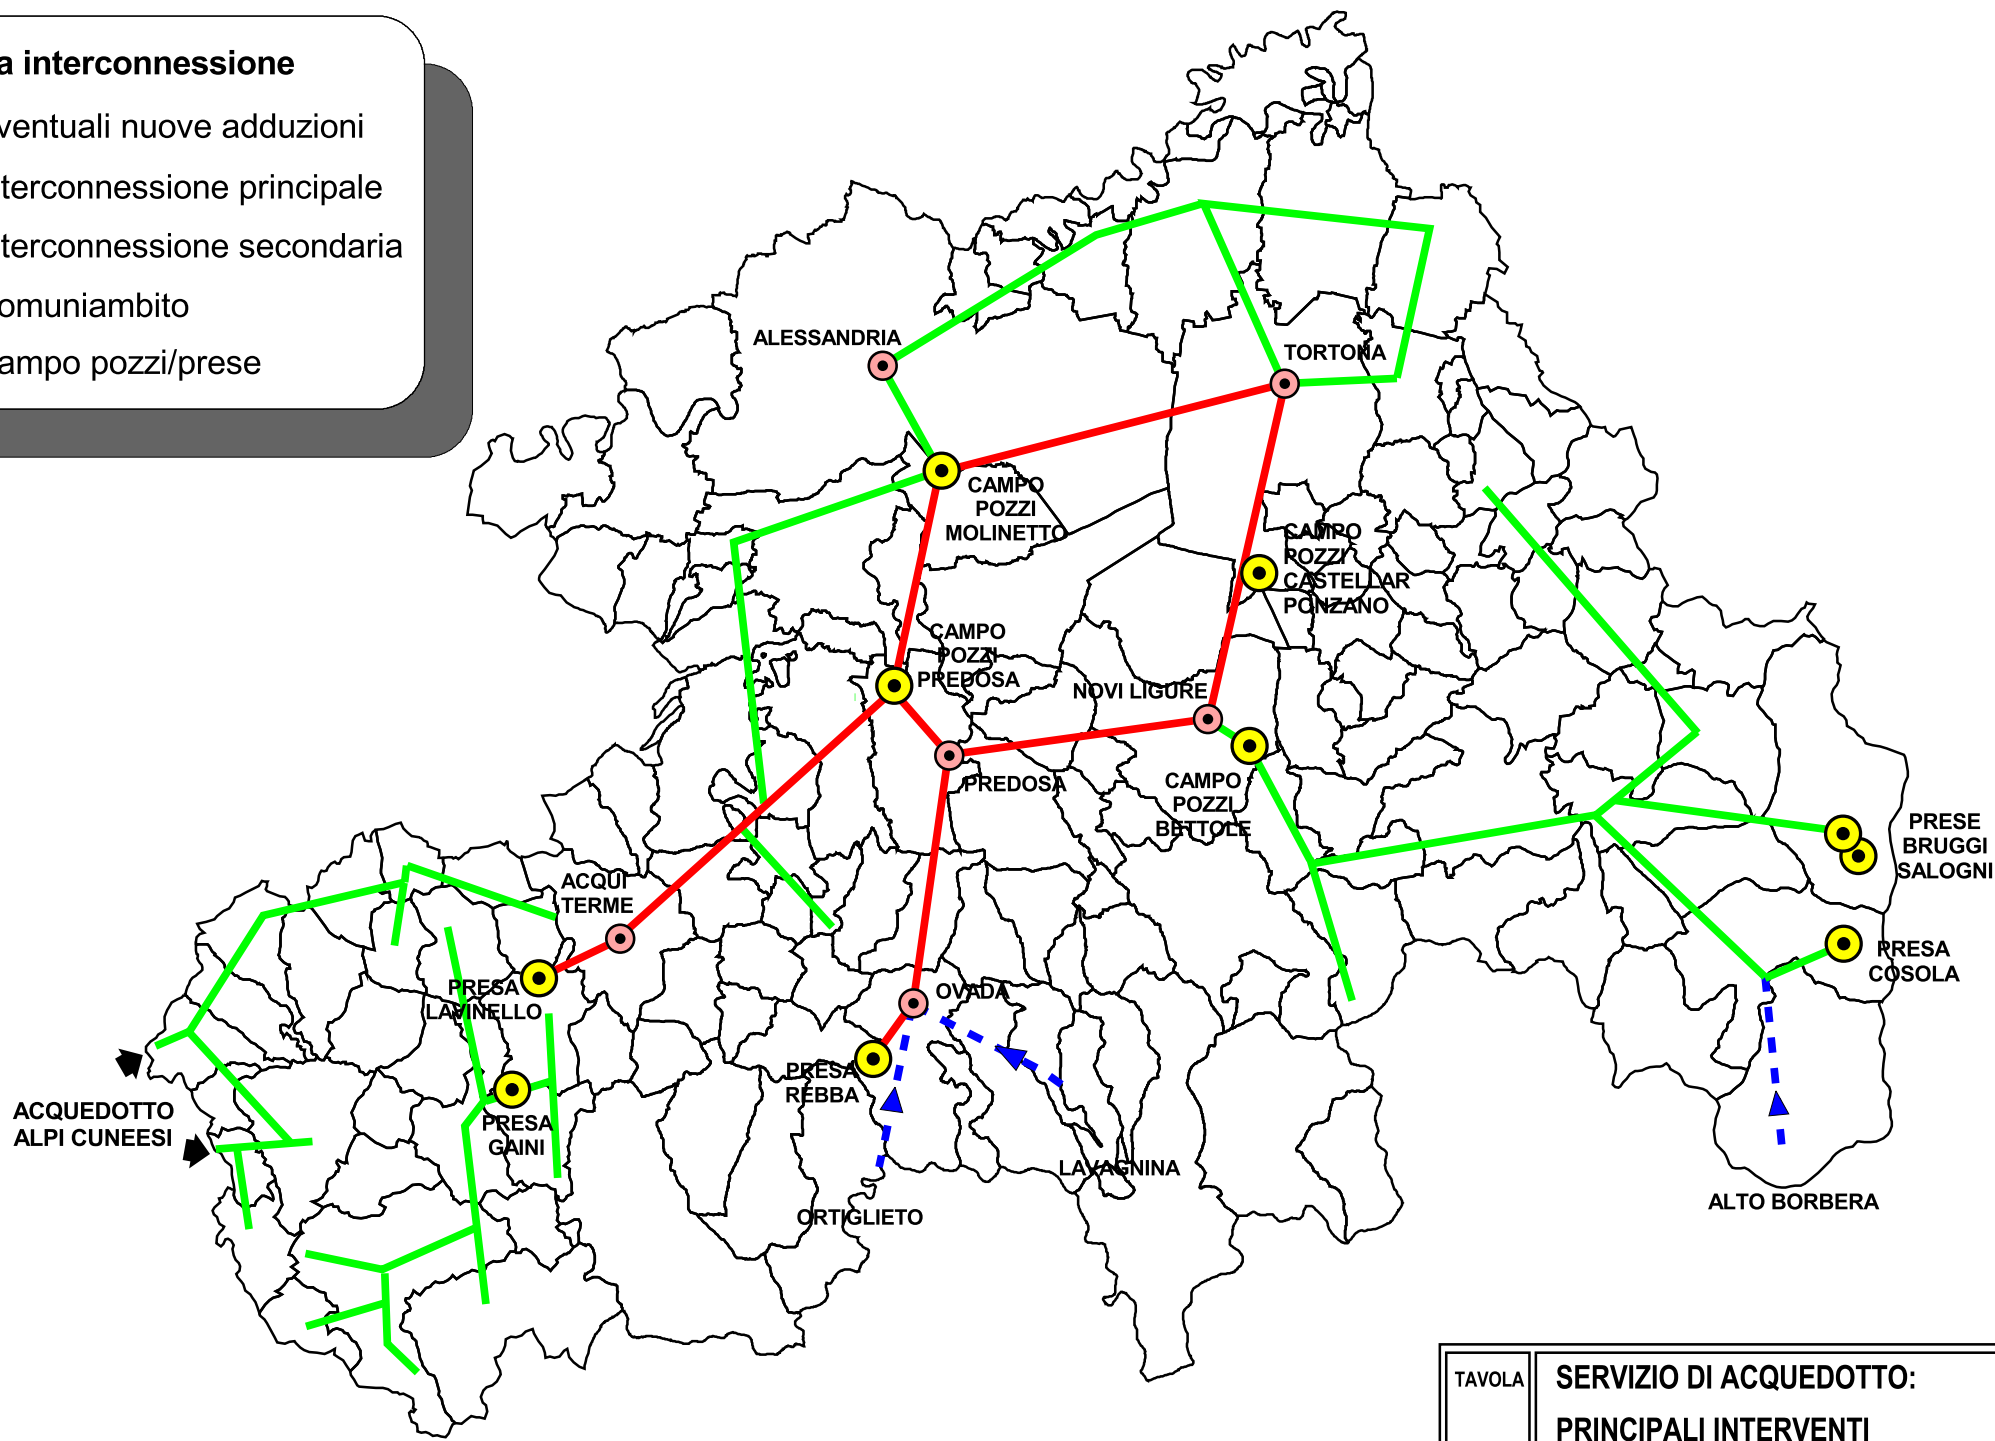 a interconnessione
ventuali nuove adduzioni
terconnessione principale
terconnessione secondaria
omuniambito
ampo pozzi/prese
ALESSANDRIA
TORTONA
CAMPO
POZZI
MOLINETTO
CAMPO
POZZI
CASTELLAR
PONZANO
CAMPO
POZZI
PREDOSA
NOVI LIGURE
PREDOSA
CAMPO
POZZI
BETTOLE
PRESE
BRUGGI
SALOGNI
ACQUI
TERME
PRESA
COSOLA
PRESA
LAVINELLO
OVADA
PRESA
REBBA
ACQUEDOTTO
ALPI CUNEESI
PRESA
GAINI
LAVAGNINA
ORTIGLIETO
ALTO BORBERA
TAVOLA
SERVIZIO DI ACQUEDOTTO:
PRINCIPALI INTERVENTI